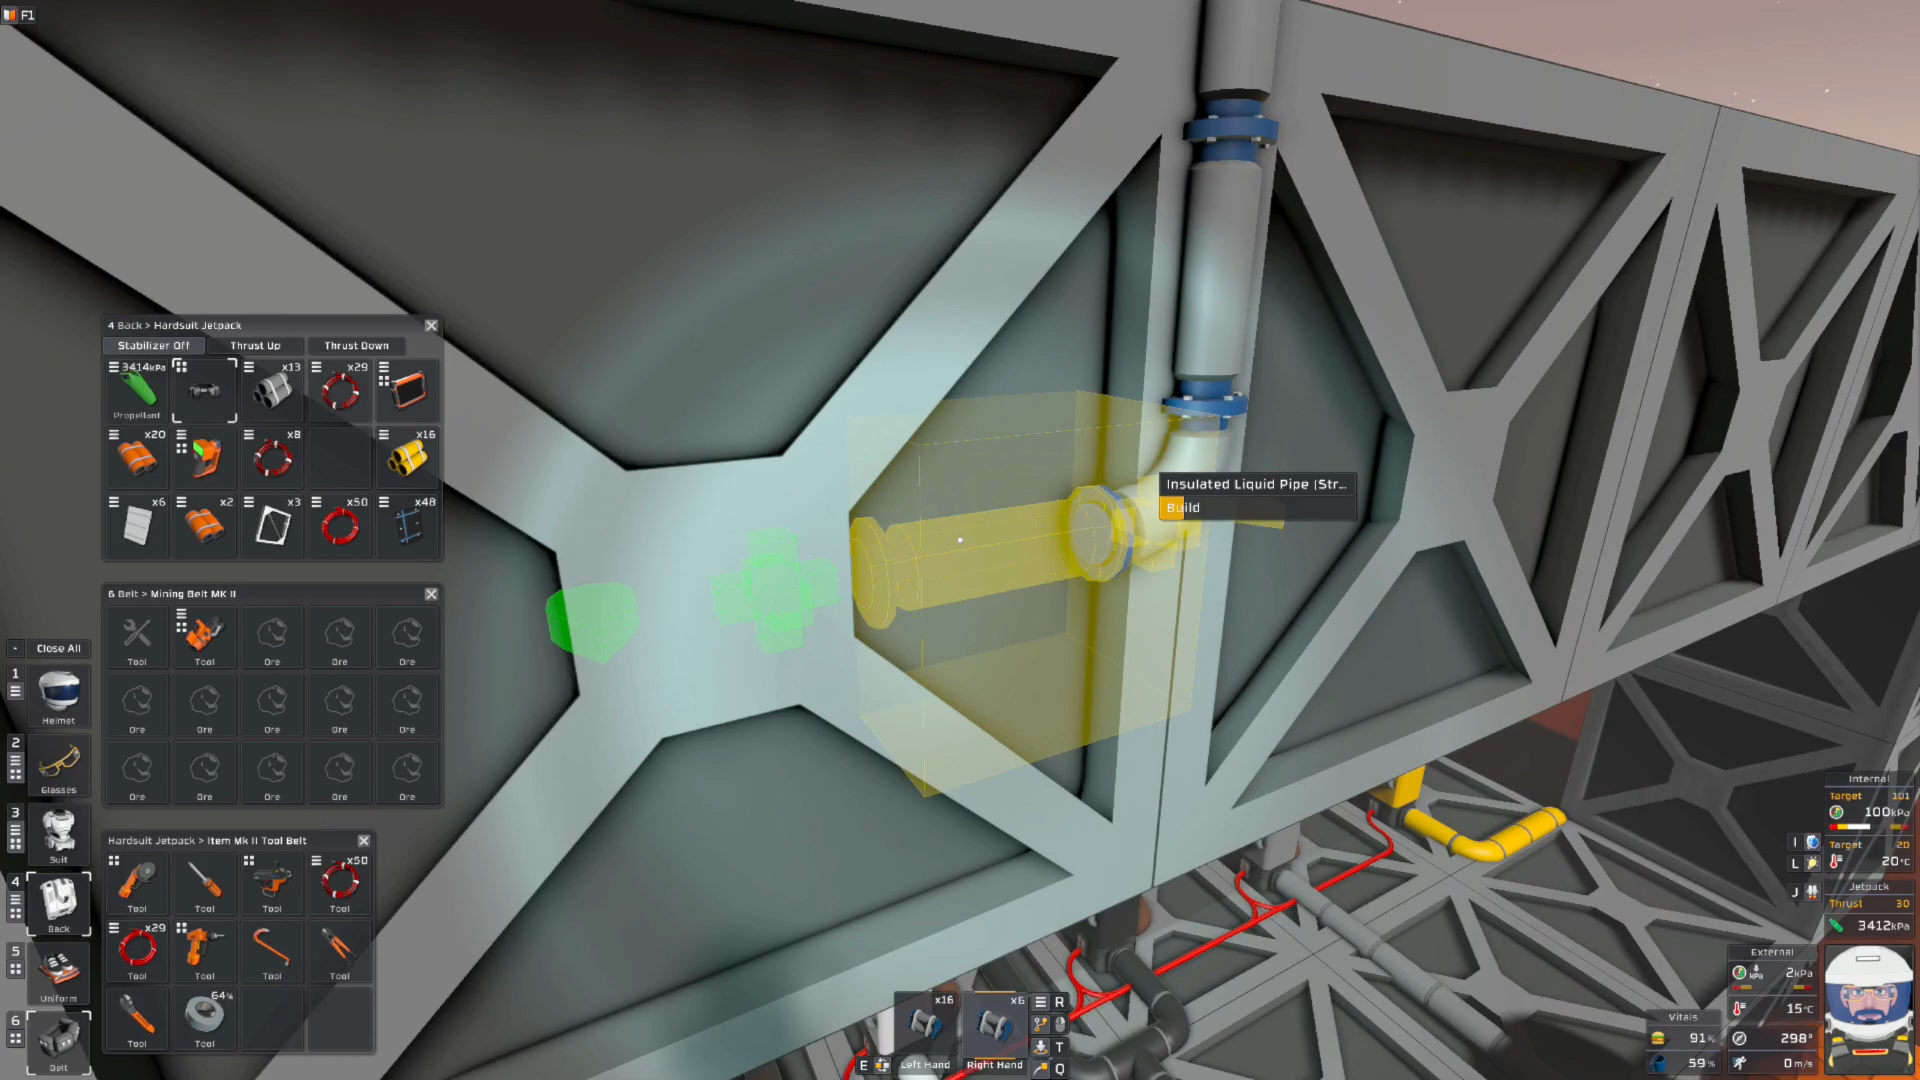 F1
Insulated Liquid Pipe (Str...
Build
4 Back > Hardsuit Jetpack
Stabilizer Off
Thrust Up
Thrust Down
3414kPa
x13
x29
Propellant
x20
x8
x16
x6
x2
x3
x50
x48
6 Belt > Mining Belt MK II
Tool
Tool
Ore
Ore
Ore
Ore
Ore
Ore
Ore
Ore
Ore
Ore
Ore
Ore
Ore
Hardsuit Jetpack > Item Mk II Tool Belt
x50
Tool
Tool
Tool
Tool
x29
Tool
Tool
Tool
Tool
64%
Tool
Tool
- Close All
1
Helmet
2
Glasses
3
Suit
4
Back
5
Uniform
6
Belt
x16
x6
R
T
E
Left Hand
Right Hand
Q
Internal
Target 101
100kPa
I
Target 20
L
20°C
J
Jetpack
Thrust 30
3412kPa
External
kPa
2kPa
15°C
298°
0m/s
Vitals
91%
59%